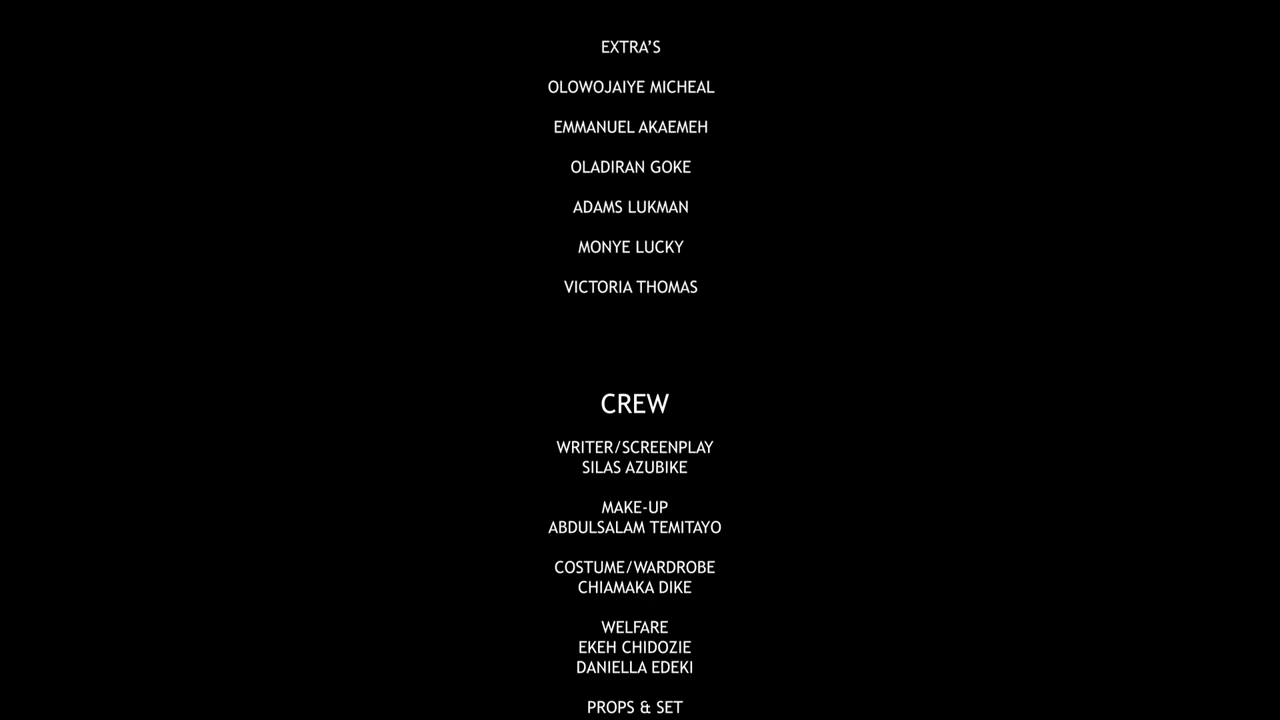 EXTRA’S
OLOWOJAIYE MICHEAL
EMMANUEL AKAEMEH
OLADIRAN GOKE
ADAMS LUKMAN
MONYE LUCKY
VICTORIA THOMAS
CREW
WRITER/SCREENPLAY
SILAS AZUBIKE
MAKE-UP
ABDULSALAM TEMITAYO
COSTUME/WARDROBE
CHIAMAKA DIKE
WELFARE
EKEH CHIDOZIE
DANIELLA EDEKI
PROPS & SET